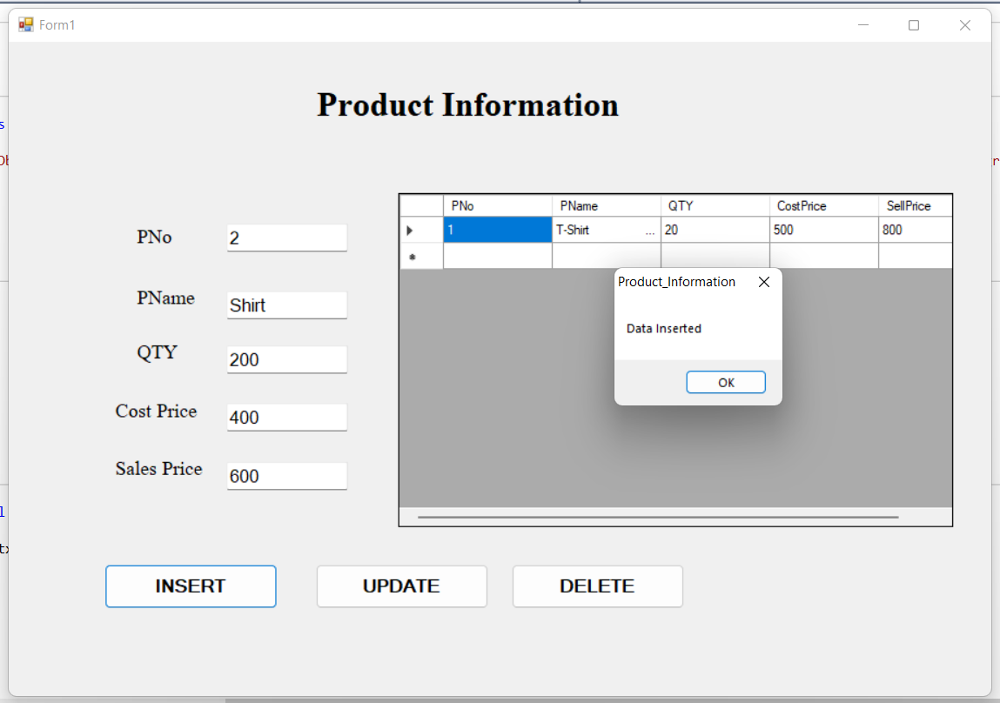 Form1
Product Information
PNo 2
PName Shirt
QTY 200
Cost Price 400
Sales Price 600
PNo PName QTY CostPrice SellPrice
1 T-Shirt ... 20 500 800
Product_Information
Data Inserted
OK
INSERT UPDATE DELETE